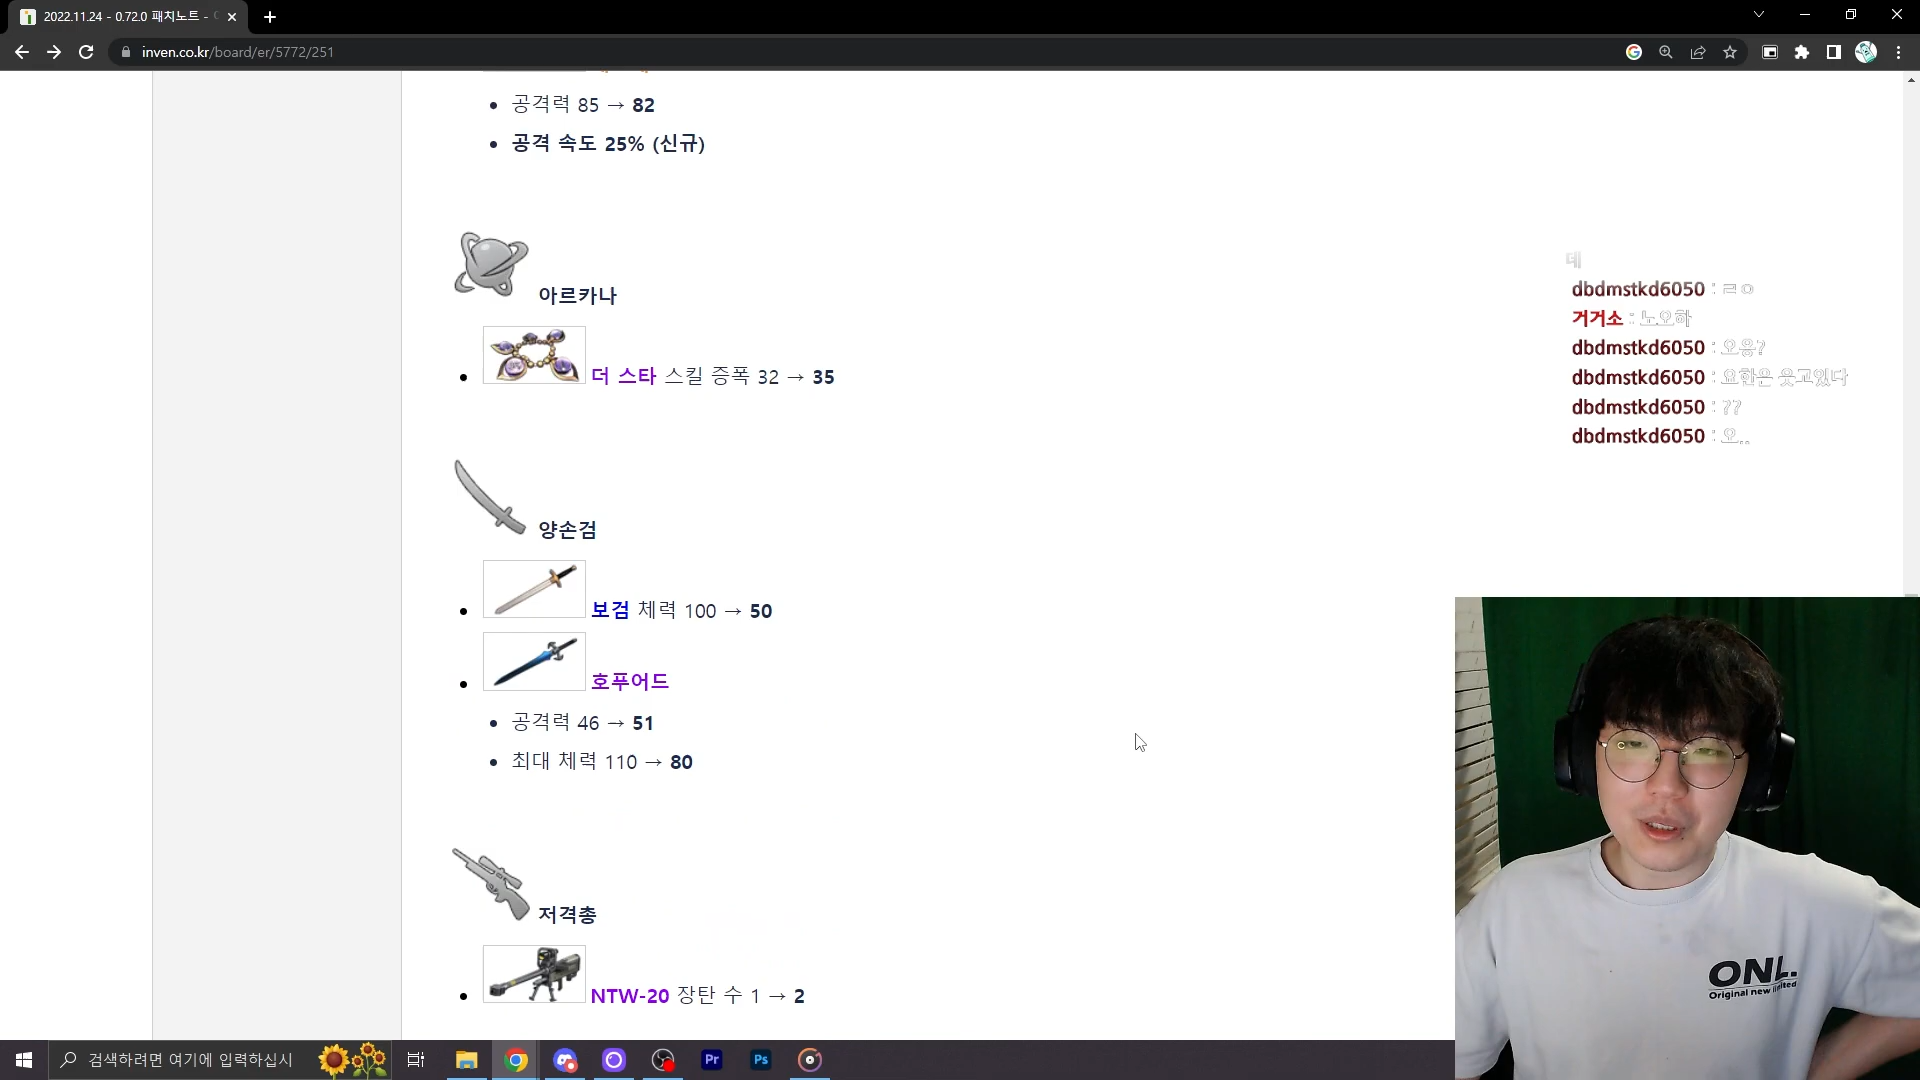 2022.11.24 - 0.72.0 패치노트 -
inven.co.kr/board/er/5772/251
공격력 85 → 82
공격 속도 25% (신규)
아르카나
더 스타 스킬 증폭 32 → 35
양손검
보검 체력 100 → 50
호푸어드
공격력 46 → 51
최대 체력 110 → 80
저격총
NTW-20 장탄 수 1 → 2
데
dbdmstkd6050 : ㄹㅇ
거거소 : 노오하
dbdmstkd6050 : 오옹?
dbdmstkd6050 : 요한은 웃고있다
dbdmstkd6050 : ??
dbdmstkd6050 : 오..
ONL.
Original new limited
검색하려면 여기에 입력하십시
Pr
Ps